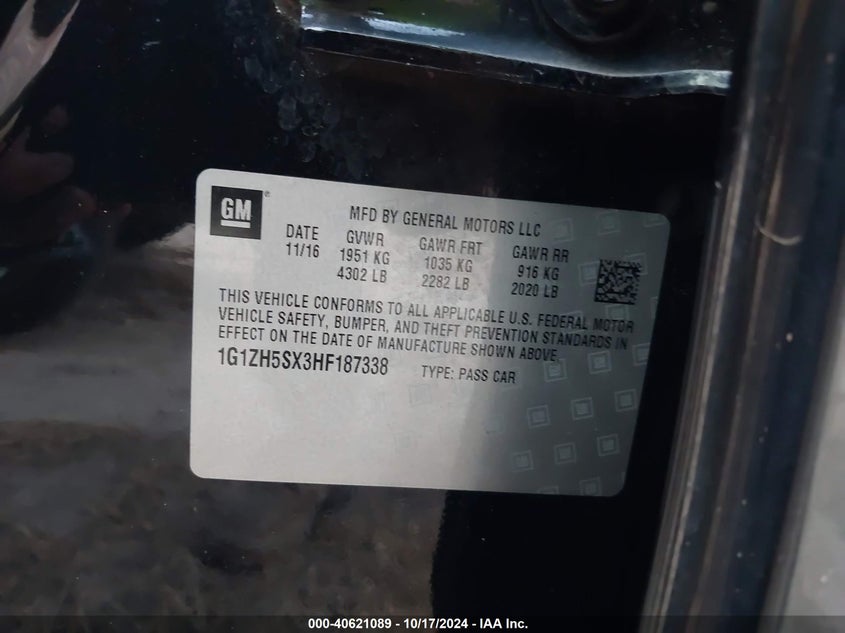 GM ®
MFD BY GENERAL MOTORS LLC
DATE GVWR GAWR FRT GAWR RR
11/16 1951 KG 1035 KG 916 KG
4302 LB 2282 LB 2020 LB
THIS VEHICLE CONFORMS TO ALL APPLICABLE U.S. FEDERAL MOTOR
VEHICLE SAFETY, BUMPER, AND THEFT PREVENTION STANDARDS IN
EFFECT ON THE DATE OF MANUFACTURE SHOWN ABOVE.
1G1ZH5SX3HF187338 TYPE: PASS CAR
000-40621089 - 10/17/2024 - IAA Inc.